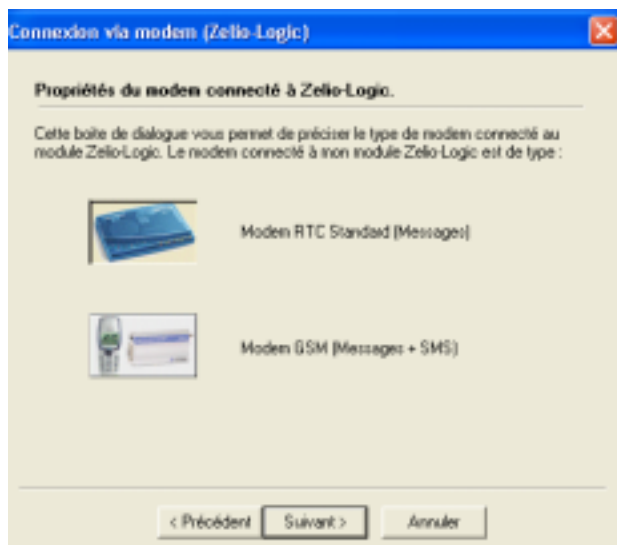 Connexion via modem (Zelio-Logic)
Propriétés du modem connecté à Zelio-Logic.
Cette boîte de dialogue vous permet de préciser le type de modem connecté au
module Zelio-Logic. Le modem connecté à mon module Zelio-Logic est de type :
Modem RTC Standard (Messages)
Modem GSM (Messages + SMS)
< Précédent
Suivant >
Annuler